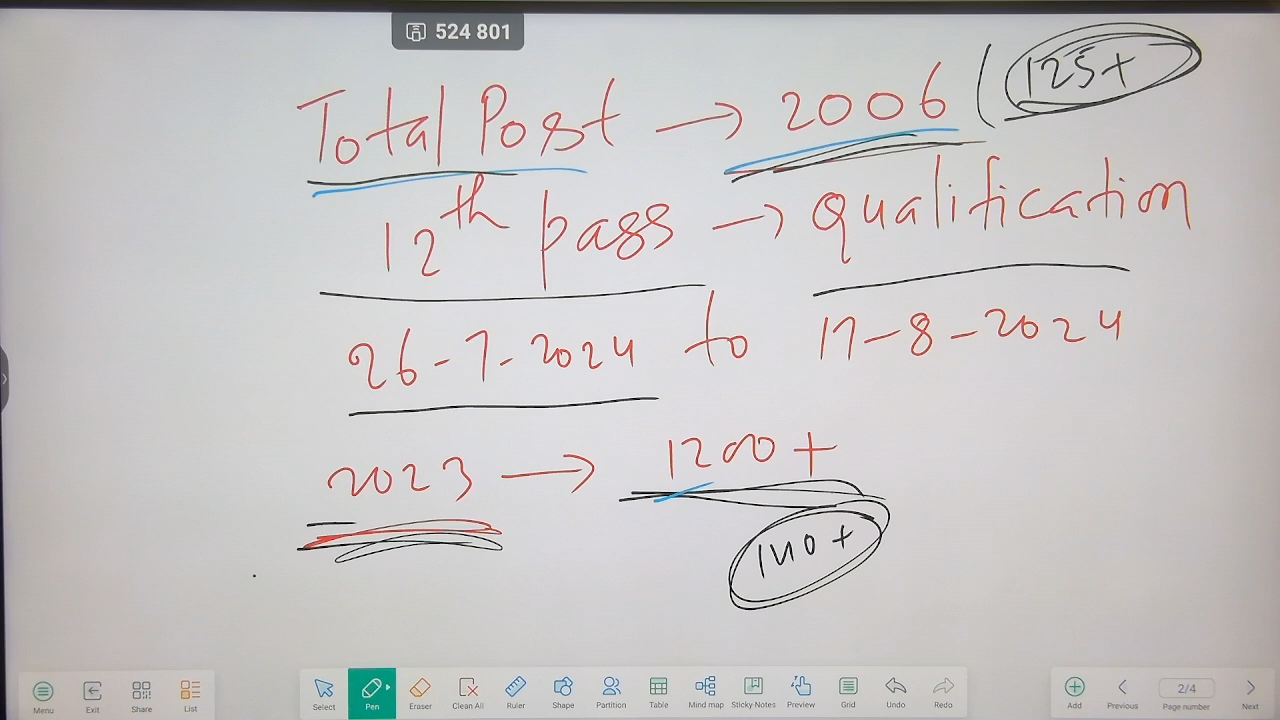 524 801
Total Post → 2006 (125+
12th pass → qualification
26-7-2024 to 17-8-2024
2023 → 1200+
140+
Menu Exit Share List Select Pen Eraser Clean All Ruler Shape Partition Table Mind map Sticky Notes Preview Grid Undo Redo Add Previous 2/4 Page number Next